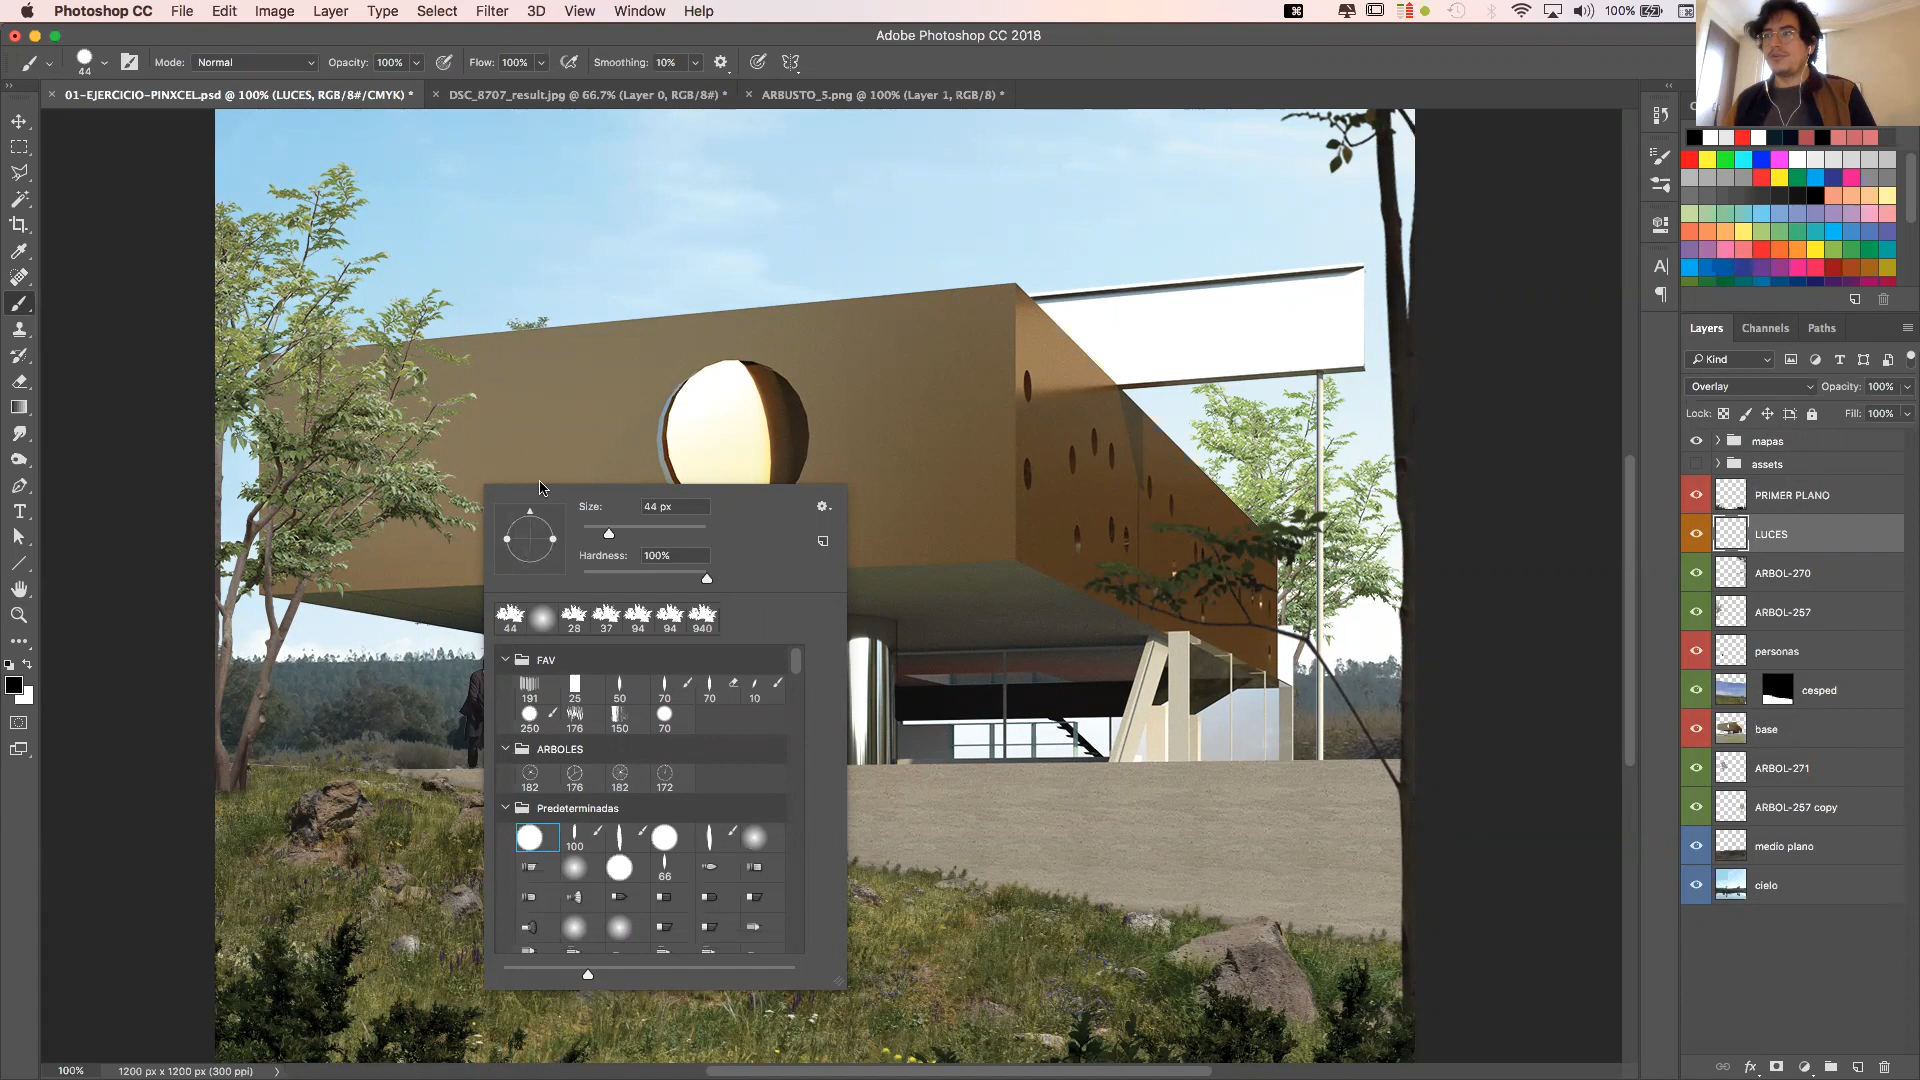 Photoshop CC File Edit Image Layer Type Select Filter 3D View Window Help 100%
Adobe Photoshop CC 2018
44 Mode: Normal Opacity: 100% Flow: 100% Smoothing: 10%
01-EJERCICIO-PINXCEL.psd @ 100% (LUCES, RGB/8#/CMYK) * DSC_8707_result.jpg @ 66.7% (Layer 0, RGB/8#) * ARBUSTO_5.png @ 100% (Layer 1, RGB/8) *
Layers Channels Paths
Kind
Overlay Opacity: 100%
Lock: Fill: 100%
mapas
assets
PRIMER PLANO
LUCES
ARBOL-270
ARBOL-257
personas
cesped
base
ARBOL-271
ARBOL-257 copy
medio plano
cielo
Size: 44 px
Hardness: 100%
44 28 37 94 94 940
FAV
191 25 50 70 70 10
250 176 150 70
ARBOLES
182 176 182 172
Predeterminadas
100
66
100% 1200 px x 1200 px (300 ppi)